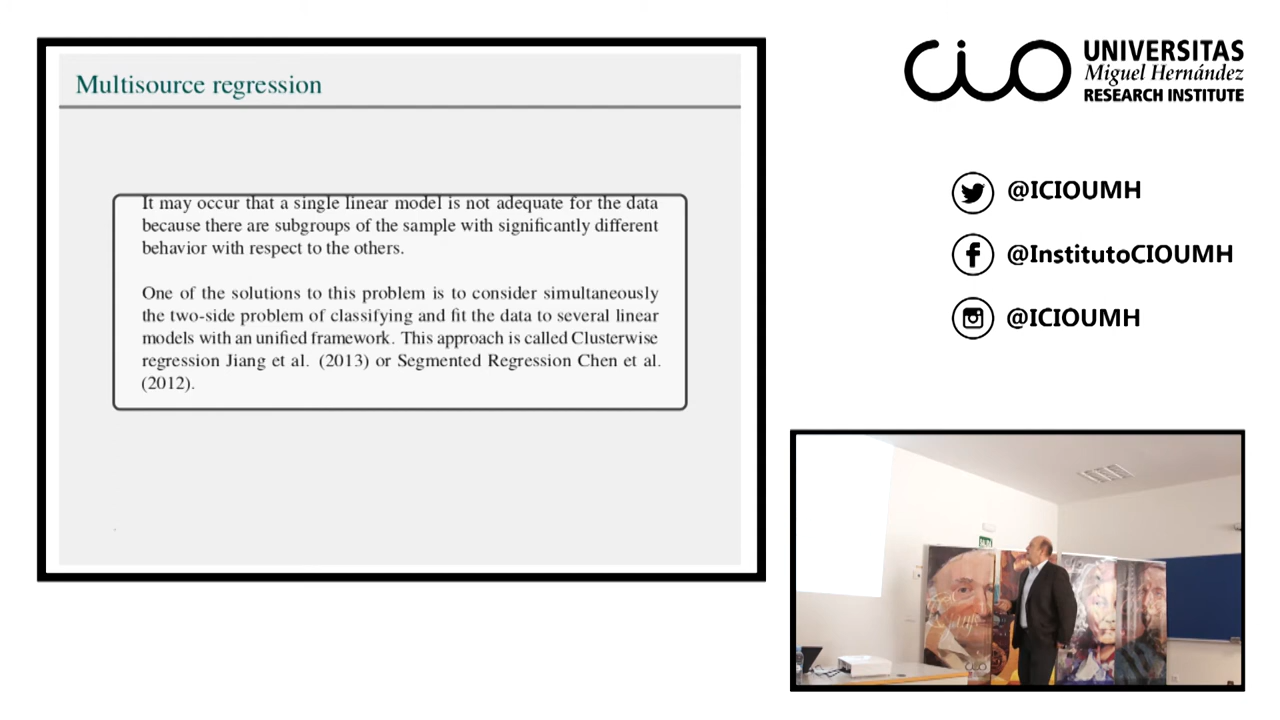 Multisource regression
It may occur that a single linear model is not adequate for the data
because there are subgroups of the sample with significantly different
behavior with respect to the others.
One of the solutions to this problem is to consider simultaneously
the two-side problem of classifying and fit the data to several linear
models with an unified framework. This approach is called Clusterwise
regression Jiang et al. (2013) or Segmented Regression Chen et al.
(2012).
CIO
UNIVERSITAS
Miguel Hernández
RESEARCH INSTITUTE
@ICIOUMH
@InstitutoCIOUMH
@ICIOUMH
SALIDA